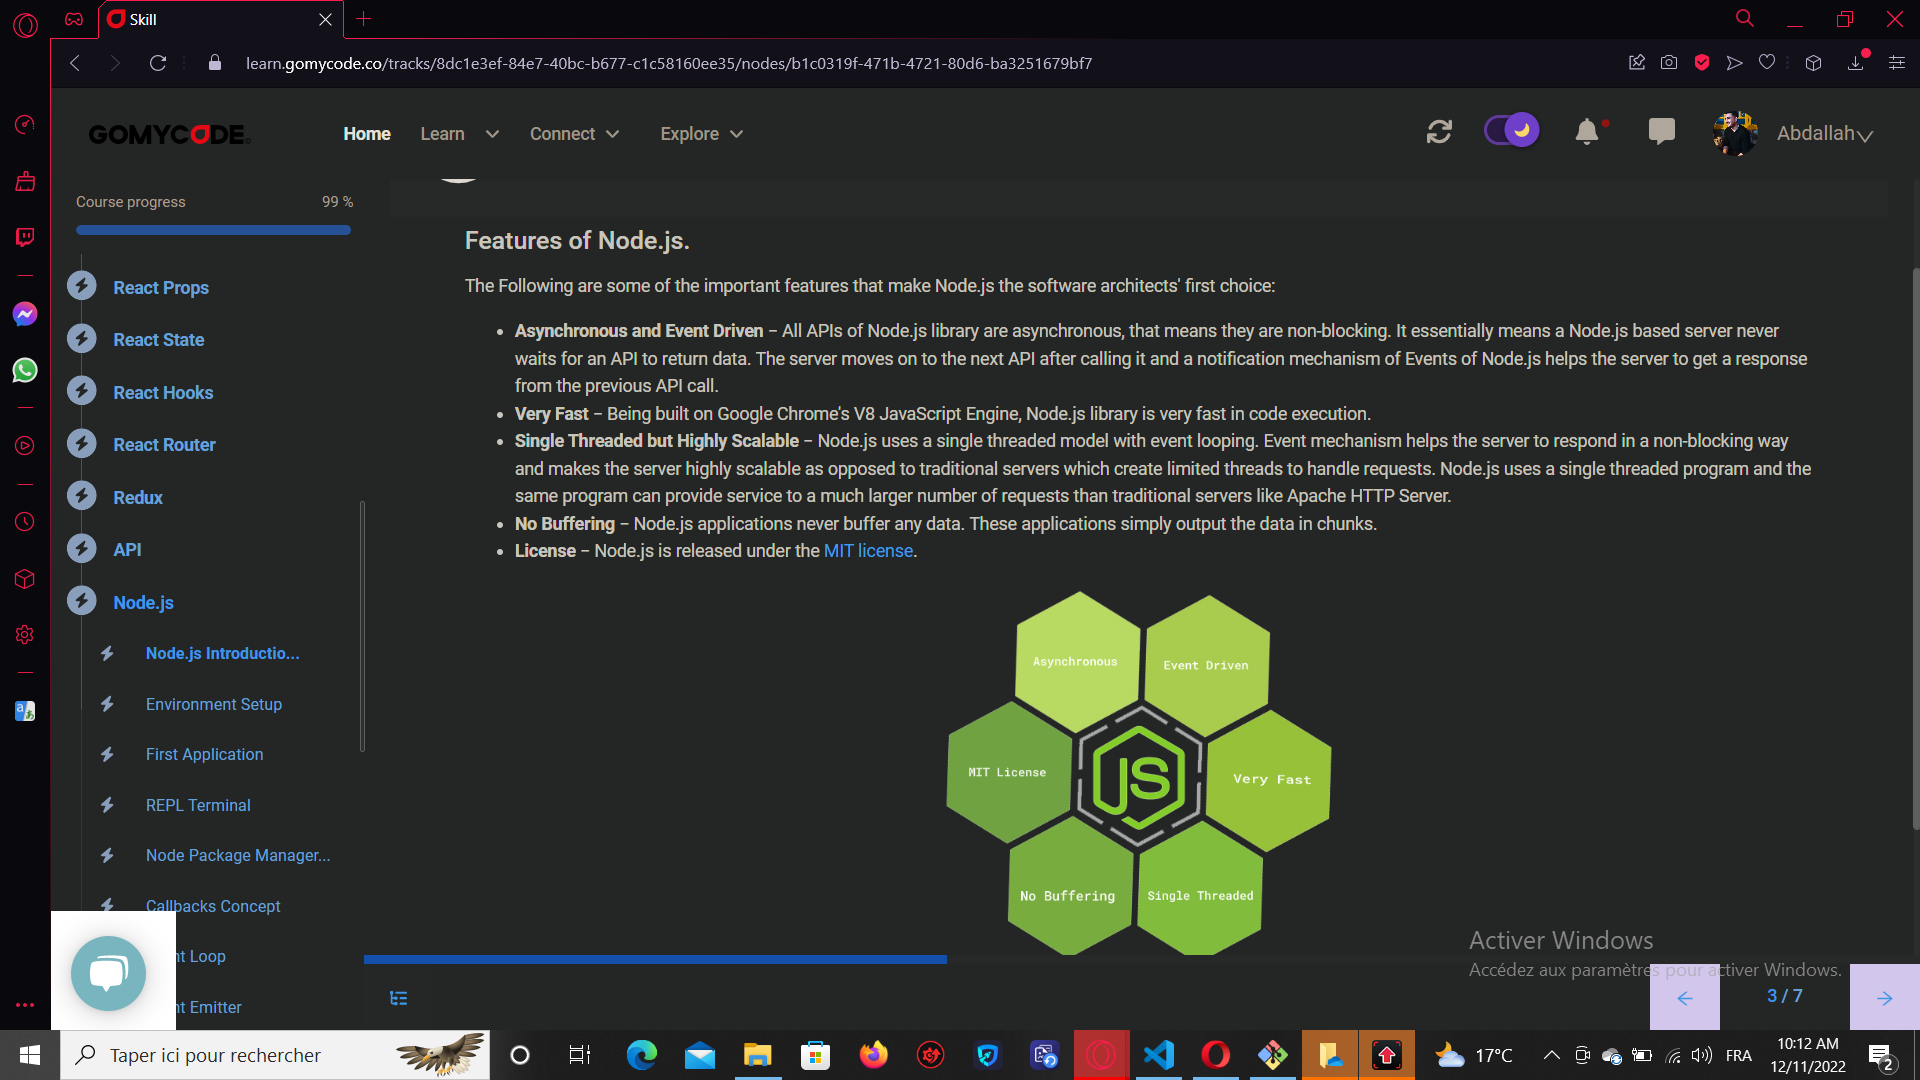 Skill
learn.gomycode.co/tracks/8dc1e3ef-84e7-40bc-b677-c1c58160ee35/nodes/b1c0319f-471b-4721-80d6-ba3251679bf7
GOMYCODE
Home
Learn
Connect
Explore
Abdallah
Course progress
99 %
React Props
React State
React Hooks
React Router
Redux
API
Node.js
Node.js Introductio...
Environment Setup
First Application
REPL Terminal
Node Package Manager...
Callbacks Concept
nt Loop
nt Emitter
Features of Node.js.
The Following are some of the important features that make Node.js the software architects' first choice:
Asynchronous and Event Driven − All APIs of Node.js library are asynchronous, that means they are non-blocking. It essentially means a Node.js based server never
waits for an API to return data. The server moves on to the next API after calling it and a notification mechanism of Events of Node.js helps the server to get a response
from the previous API call.
Very Fast − Being built on Google Chrome's V8 JavaScript Engine, Node.js library is very fast in code execution.
Single Threaded but Highly Scalable − Node.js uses a single threaded model with event looping. Event mechanism helps the server to respond in a non-blocking way
and makes the server highly scalable as opposed to traditional servers which create limited threads to handle requests. Node.js uses a single threaded program and the
same program can provide service to a much larger number of requests than traditional servers like Apache HTTP Server.
No Buffering − Node.js applications never buffer any data. These applications simply output the data in chunks.
License − Node.js is released under the MIT license.
Asynchronous
Event Driven
MIT License
JS
Very Fast
No Buffering
Single Threaded
Activer Windows
Accédez aux paramètres pour activer Windows.
3 / 7
Taper ici pour rechercher
17°C
FRA
10:12 AM
12/11/2022
2